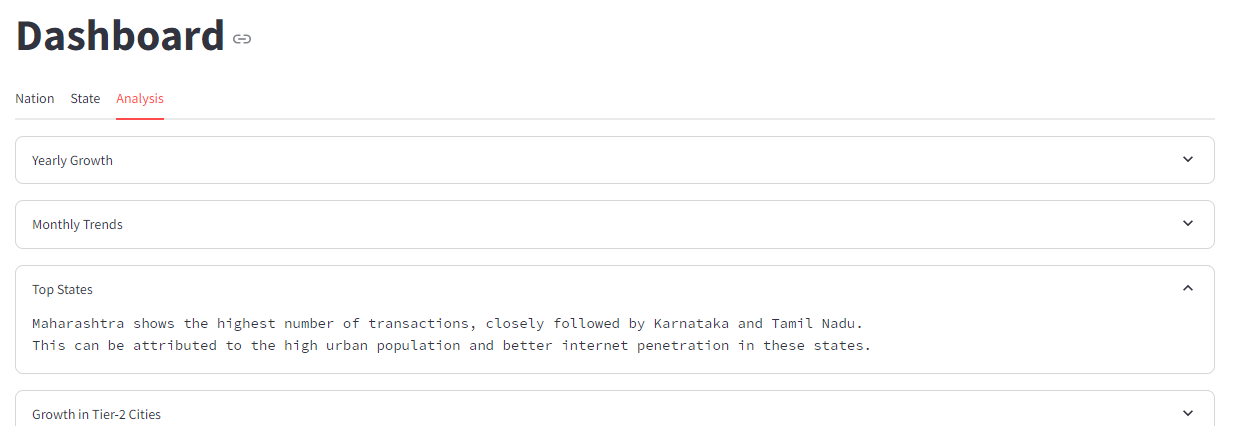 Dashboard
Nation State Analysis
Yearly Growth
Monthly Trends
Top States
Maharashtra shows the highest number of transactions, closely followed by Karnataka and Tamil Nadu.
This can be attributed to the high urban population and better internet penetration in these states.
Growth in Tier-2 Cities